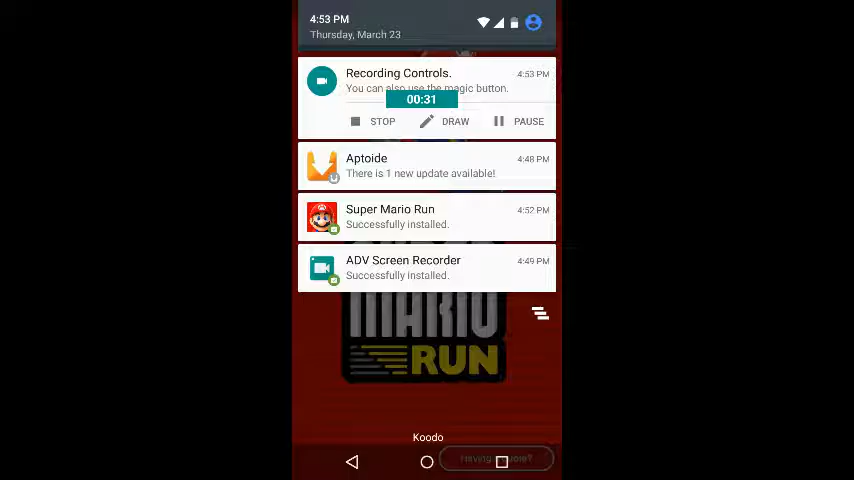 4:53 PM
Thursday, March 23
Recording Controls.
4:53 PM
You can also use the magic button.
00:31
STOP
DRAW
PAUSE
Aptoide
4:48 PM
There is 1 new update available!
Super Mario Run
4:52 PM
Successfully installed.
ADV Screen Recorder
4:49 PM
Successfully installed.
MARIO
RUN
Koodo
Having